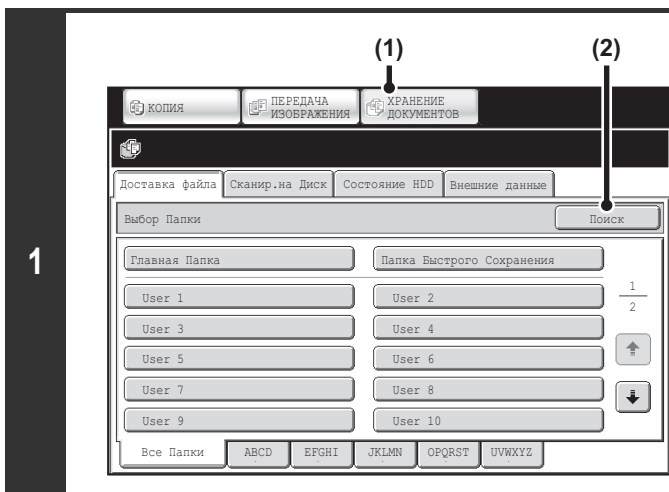 1
(1) (2)
КОПИЯ
ПЕРЕДАЧА
ИЗОБРАЖЕНИЯ
ХРАНЕНИЕ
ДОКУМЕНТОВ
Доставка файла Сканир.на Диск Состояние HDD Внешние данные
Выбор Папки Поиск
Главная Папка Папка Быстрого Сохранения
User 1 User 2
User 3 User 4
User 5 User 6
User 7 User 8
User 9 User 10
1
2
Все Папки ABCD EFGHI JKLMN OPQRST UVWXYZ